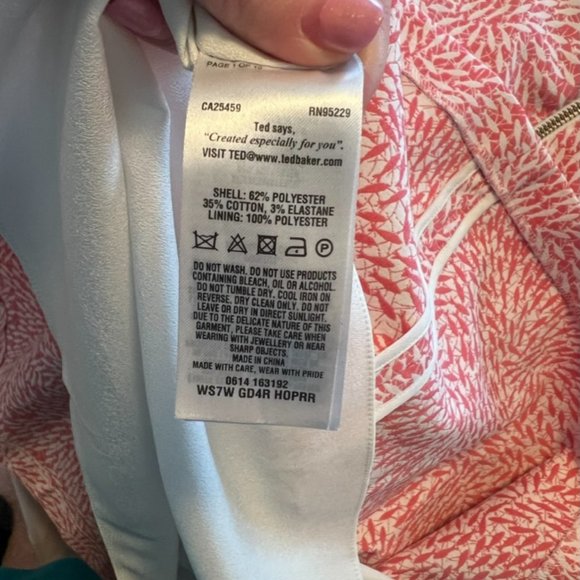 PAGE 1 OF 10
CA25459 RN95229
Ted says,
"Created especially for you".
VISIT TED@www.tedbaker.com
SHELL: 62% POLYESTER
35% COTTON, 3% ELASTANE
LINING: 100% POLYESTER
P
DO NOT WASH. DO NOT USE PRODUCTS
CONTAINING BLEACH, OIL OR ALCOHOL.
DO NOT TUMBLE DRY. COOL IRON ON
REVERSE. DRY CLEAN ONLY. DO NOT
LEAVE OR DRY IN DIRECT SUNLIGHT.
DUE TO THE DELICATE NATURE OF THIS
GARMENT, PLEASE TAKE CARE WHEN
WEARING WITH JEWELLERY OR NEAR
SHARP OBJECTS.
MADE IN CHINA
MADE WITH CARE, WEAR WITH PRIDE
0614 163192
WS7W GD4R HOPRR